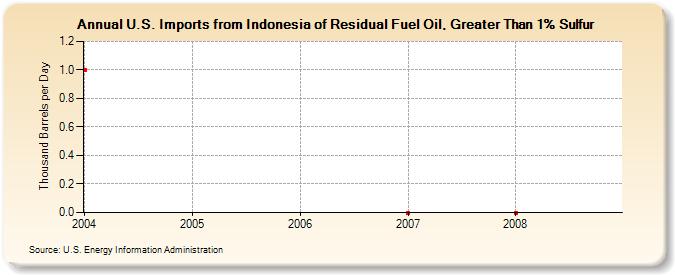 Annual U.S. Imports from Indonesia of Residual Fuel Oil, Greater Than 1% Sulfur
Thousand Barrels per Day
1.2
1.0
0.8
0.6
0.4
0.2
0.0
2004 2005 2006 2007 2008
Source: U.S. Energy Information Administration